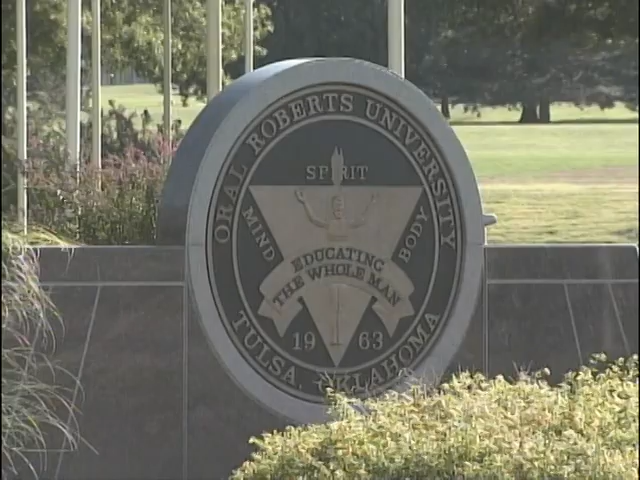 ORAL ROBERTS UNIVERSITY
SPIRIT
MIND
BODY
EDUCATING
THE WHOLE MAN
19 63
TULSA, OKLAHOMA